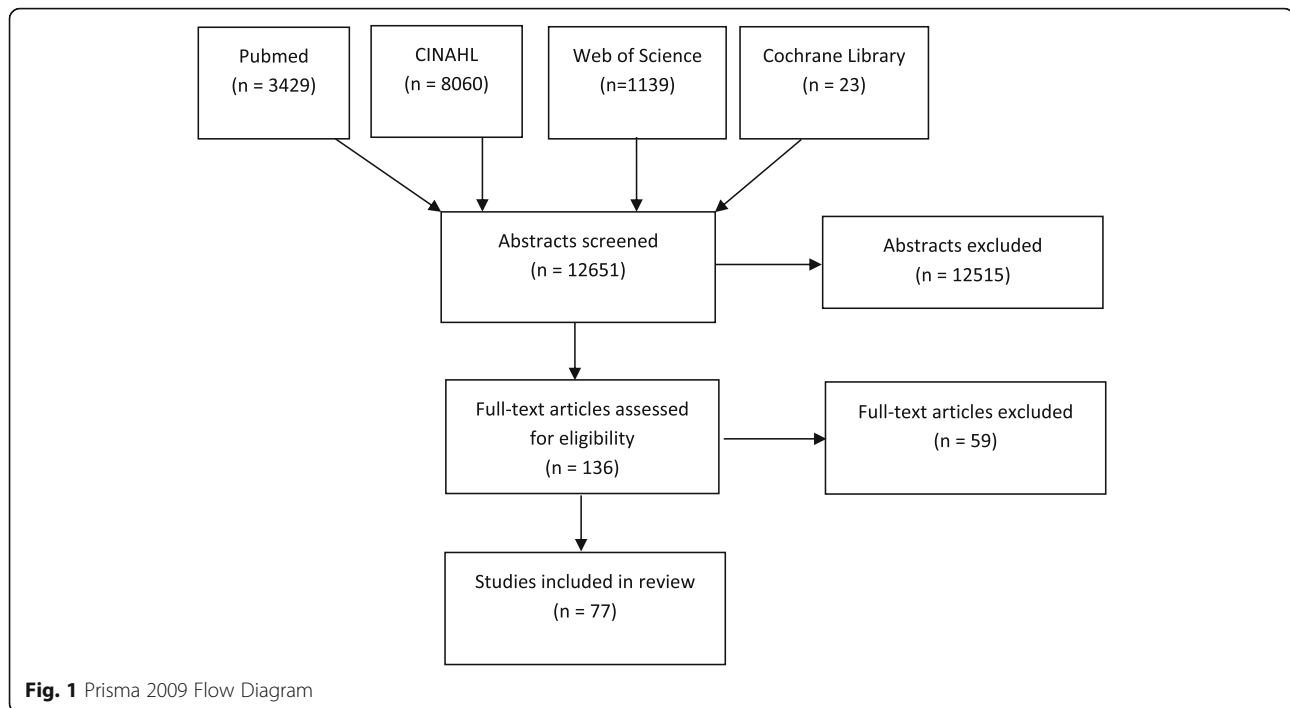 Pubmed
(n = 3429)
CINAHL
(n = 8060)
Web of Science
(n=1139)
Cochrane Library
(n = 23)
Abstracts screened
(n = 12651)
Abstracts excluded
(n = 12515)
Full-text articles assessed
for eligibility
(n = 136)
Full-text articles excluded
(n = 59)
Studies included in review
(n = 77)
Fig. 1 Prisma 2009 Flow Diagram